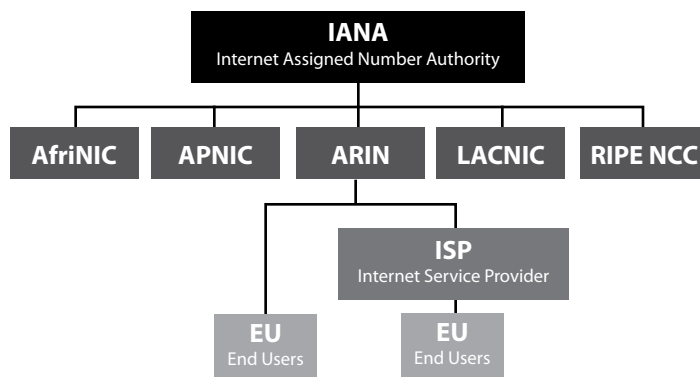 IANA
Internet Assigned Number Authority
AfriNIC APNIC ARIN LACNIC RIPE NCC
ISP
Internet Service Provider
EU
End Users
EU
End Users